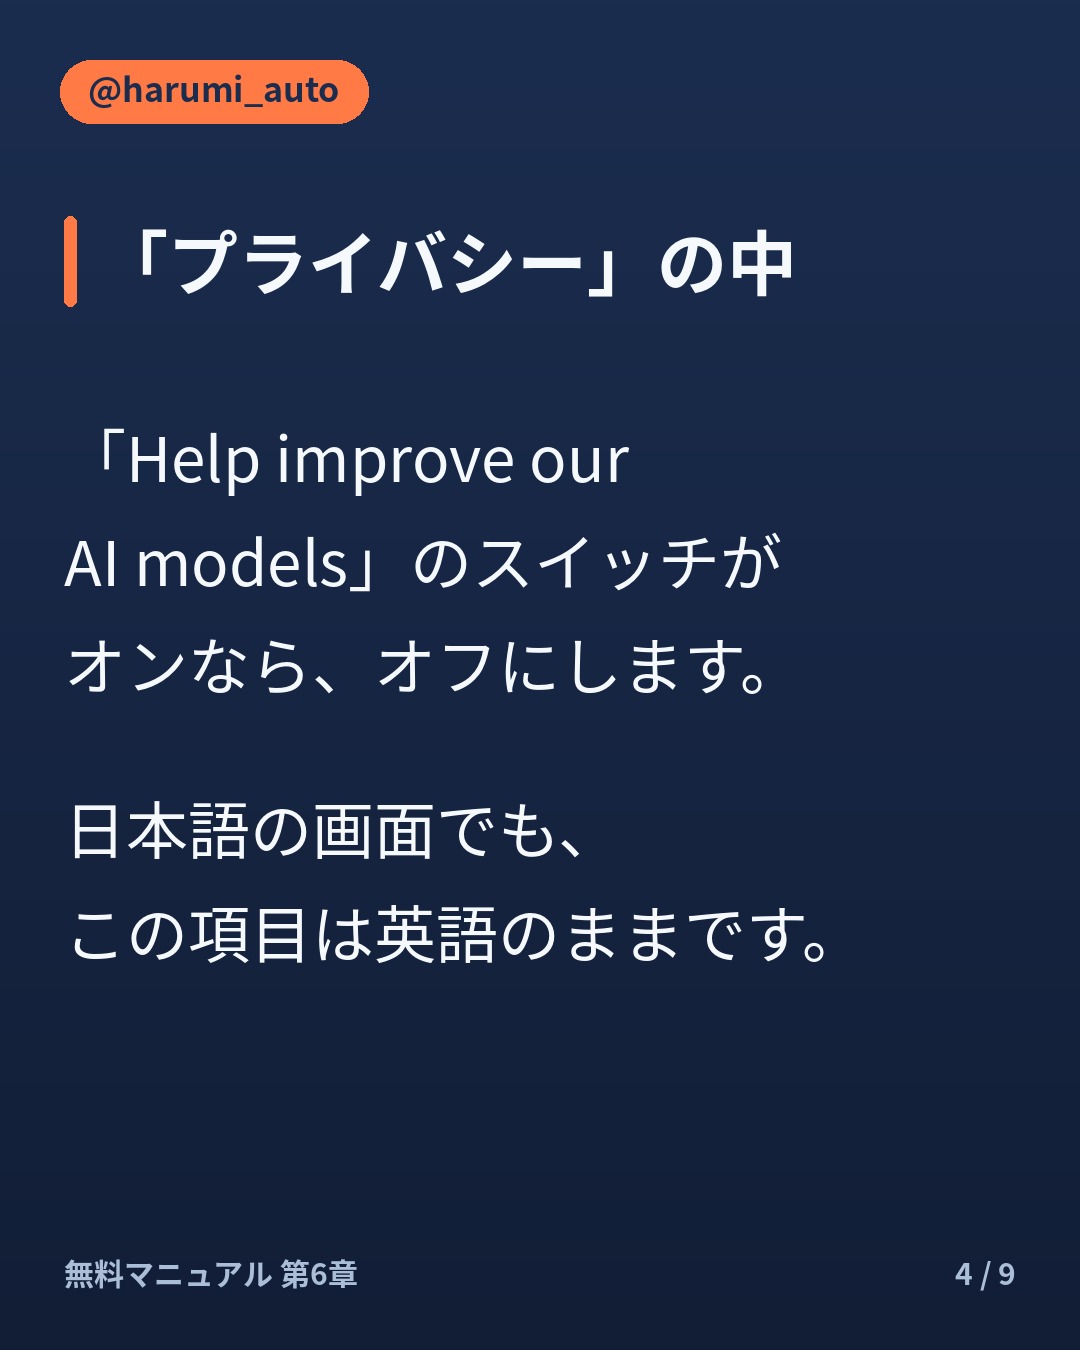 @harumi_auto
「プライバシー」の中
「Help improve our
AI models」のスイッチが
オンなら、オフにします。
日本語の画面でも、
この項目は英語のままです。
無料マニュアル 第6章
4 / 9